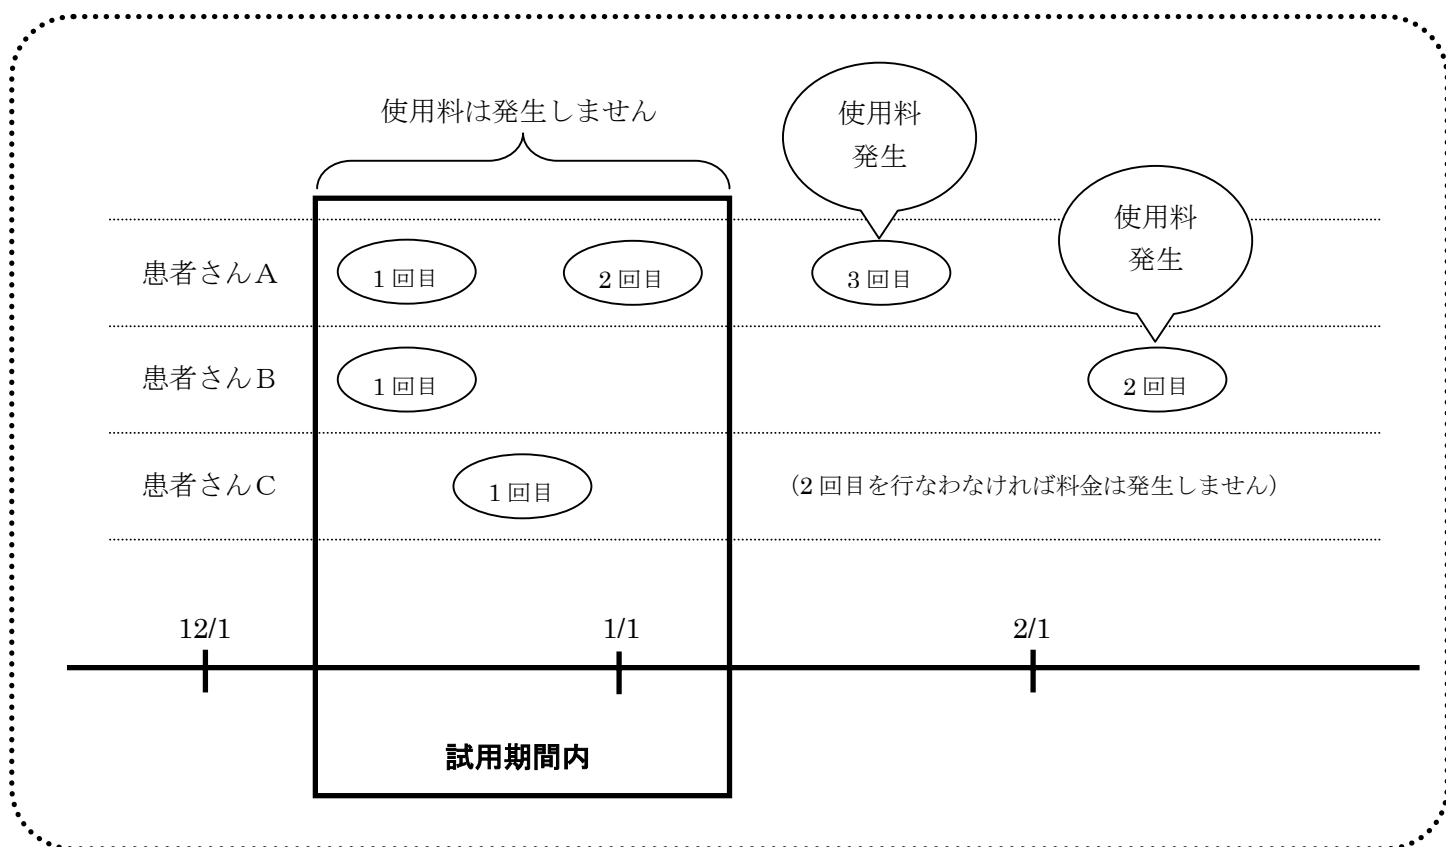 使用料は発生しません
使用料
発生
使用料
発生
患者さんA
1回目
2回目
3回目
患者さんB
1回目
2回目
患者さんC
1回目
（2回目を行なわなければ料金は発生しません）
12/1
1/1
2/1
試用期間内